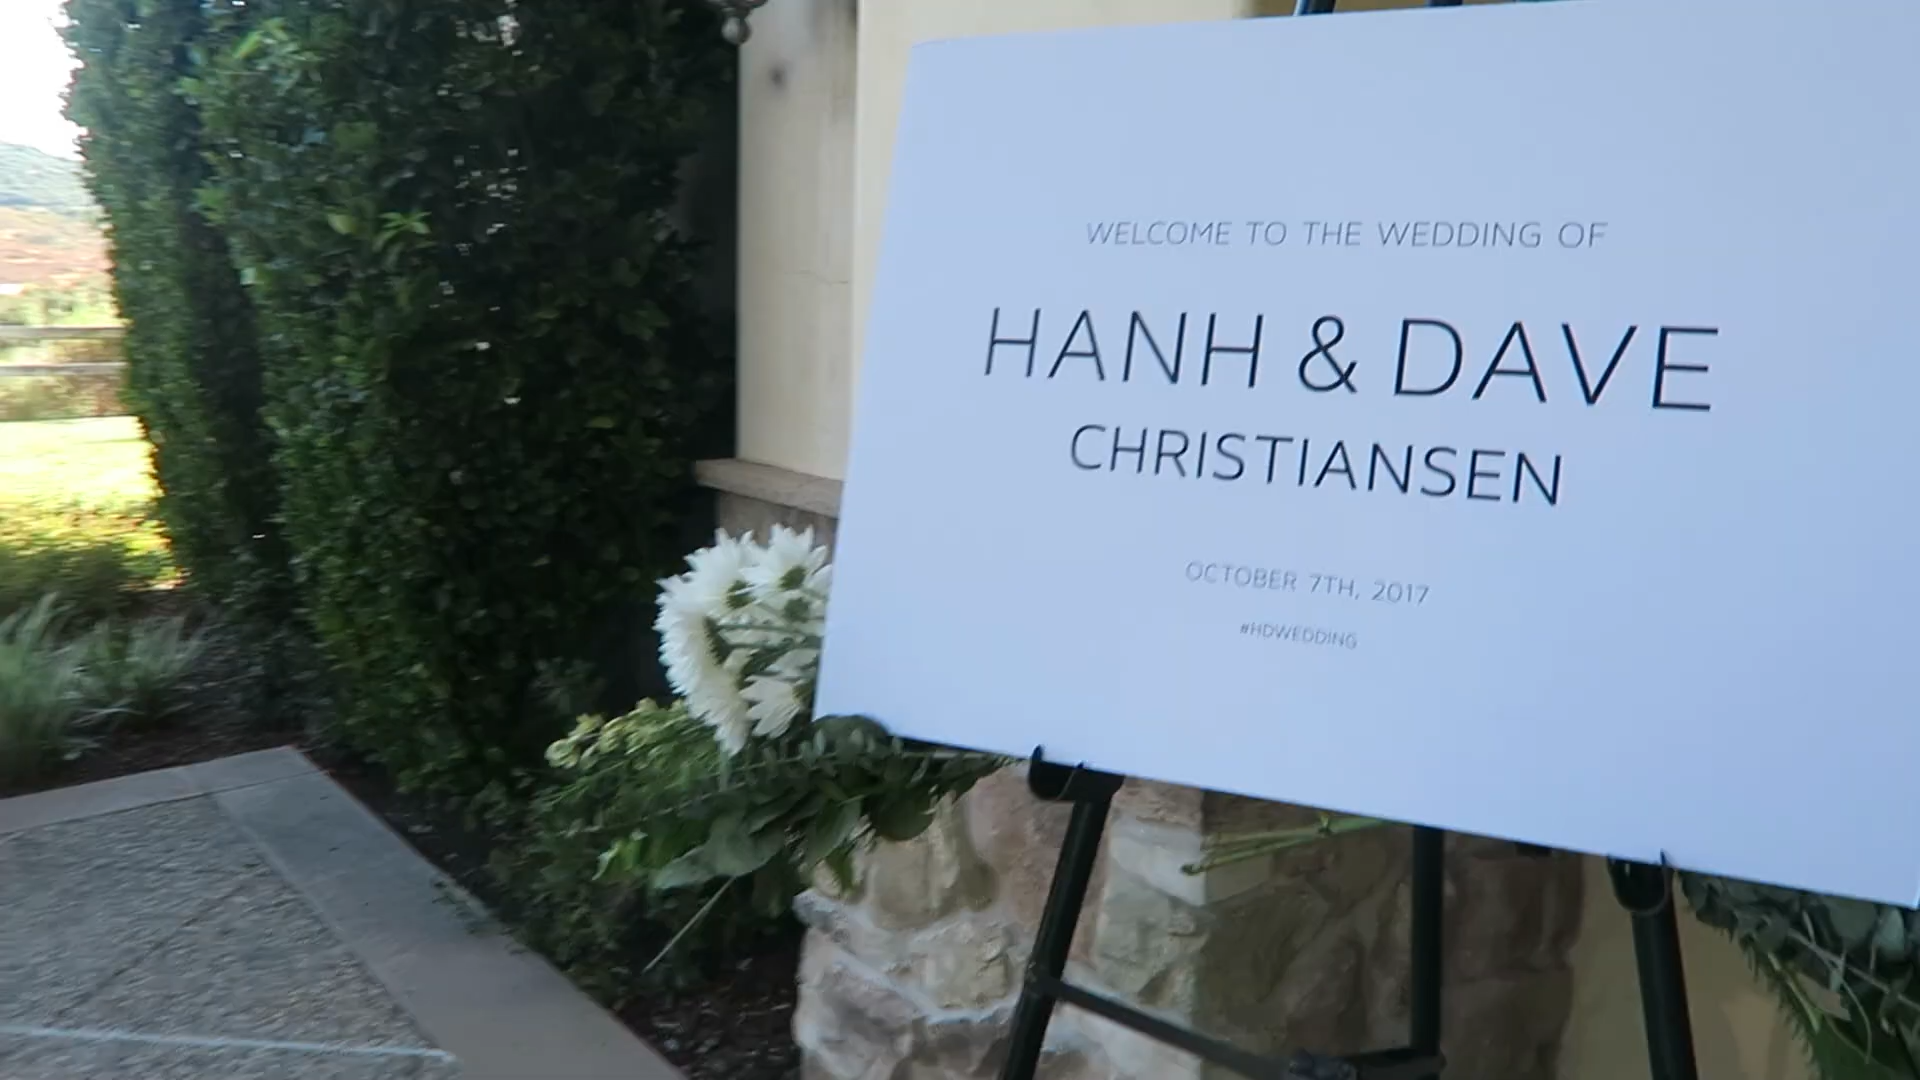 WELCOME TO THE WEDDING OF
HANH & DAVE
CHRISTIANSEN
OCTOBER 7TH, 2017
#HDWEDDING